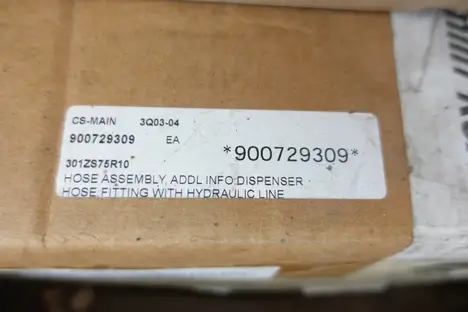 CS-MAIN 3Q03-04
900729309 EA *900729309*
301ZS75R10
HOSE ASSEMBLY ADDL INFO:DISPENSER
HOSE:FITTING WITH HYDRAULIC LINE